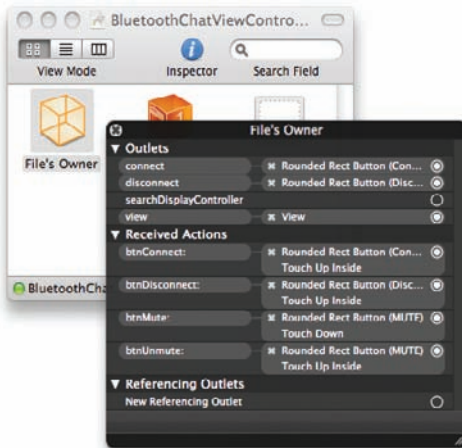 BluetoothChatViewContro...
View Mode
Inspector
Search Field
File's Owner
BluetoothCha
File's Owner
Outlets
connect
Rounded Rect Button (Con...
disconnect
Rounded Rect Button (Disc...
searchDisplayController
view
View
Received Actions
btnConnect:
Rounded Rect Button (Con...
Touch Up Inside
btnDisconnect:
Rounded Rect Button (Disc...
Touch Up Inside
btnMute:
Rounded Rect Button (MUTE)
Touch Down
btnUnmute:
Rounded Rect Button (MUTE)
Touch Up Inside
Referencing Outlets
New Referencing Outlet